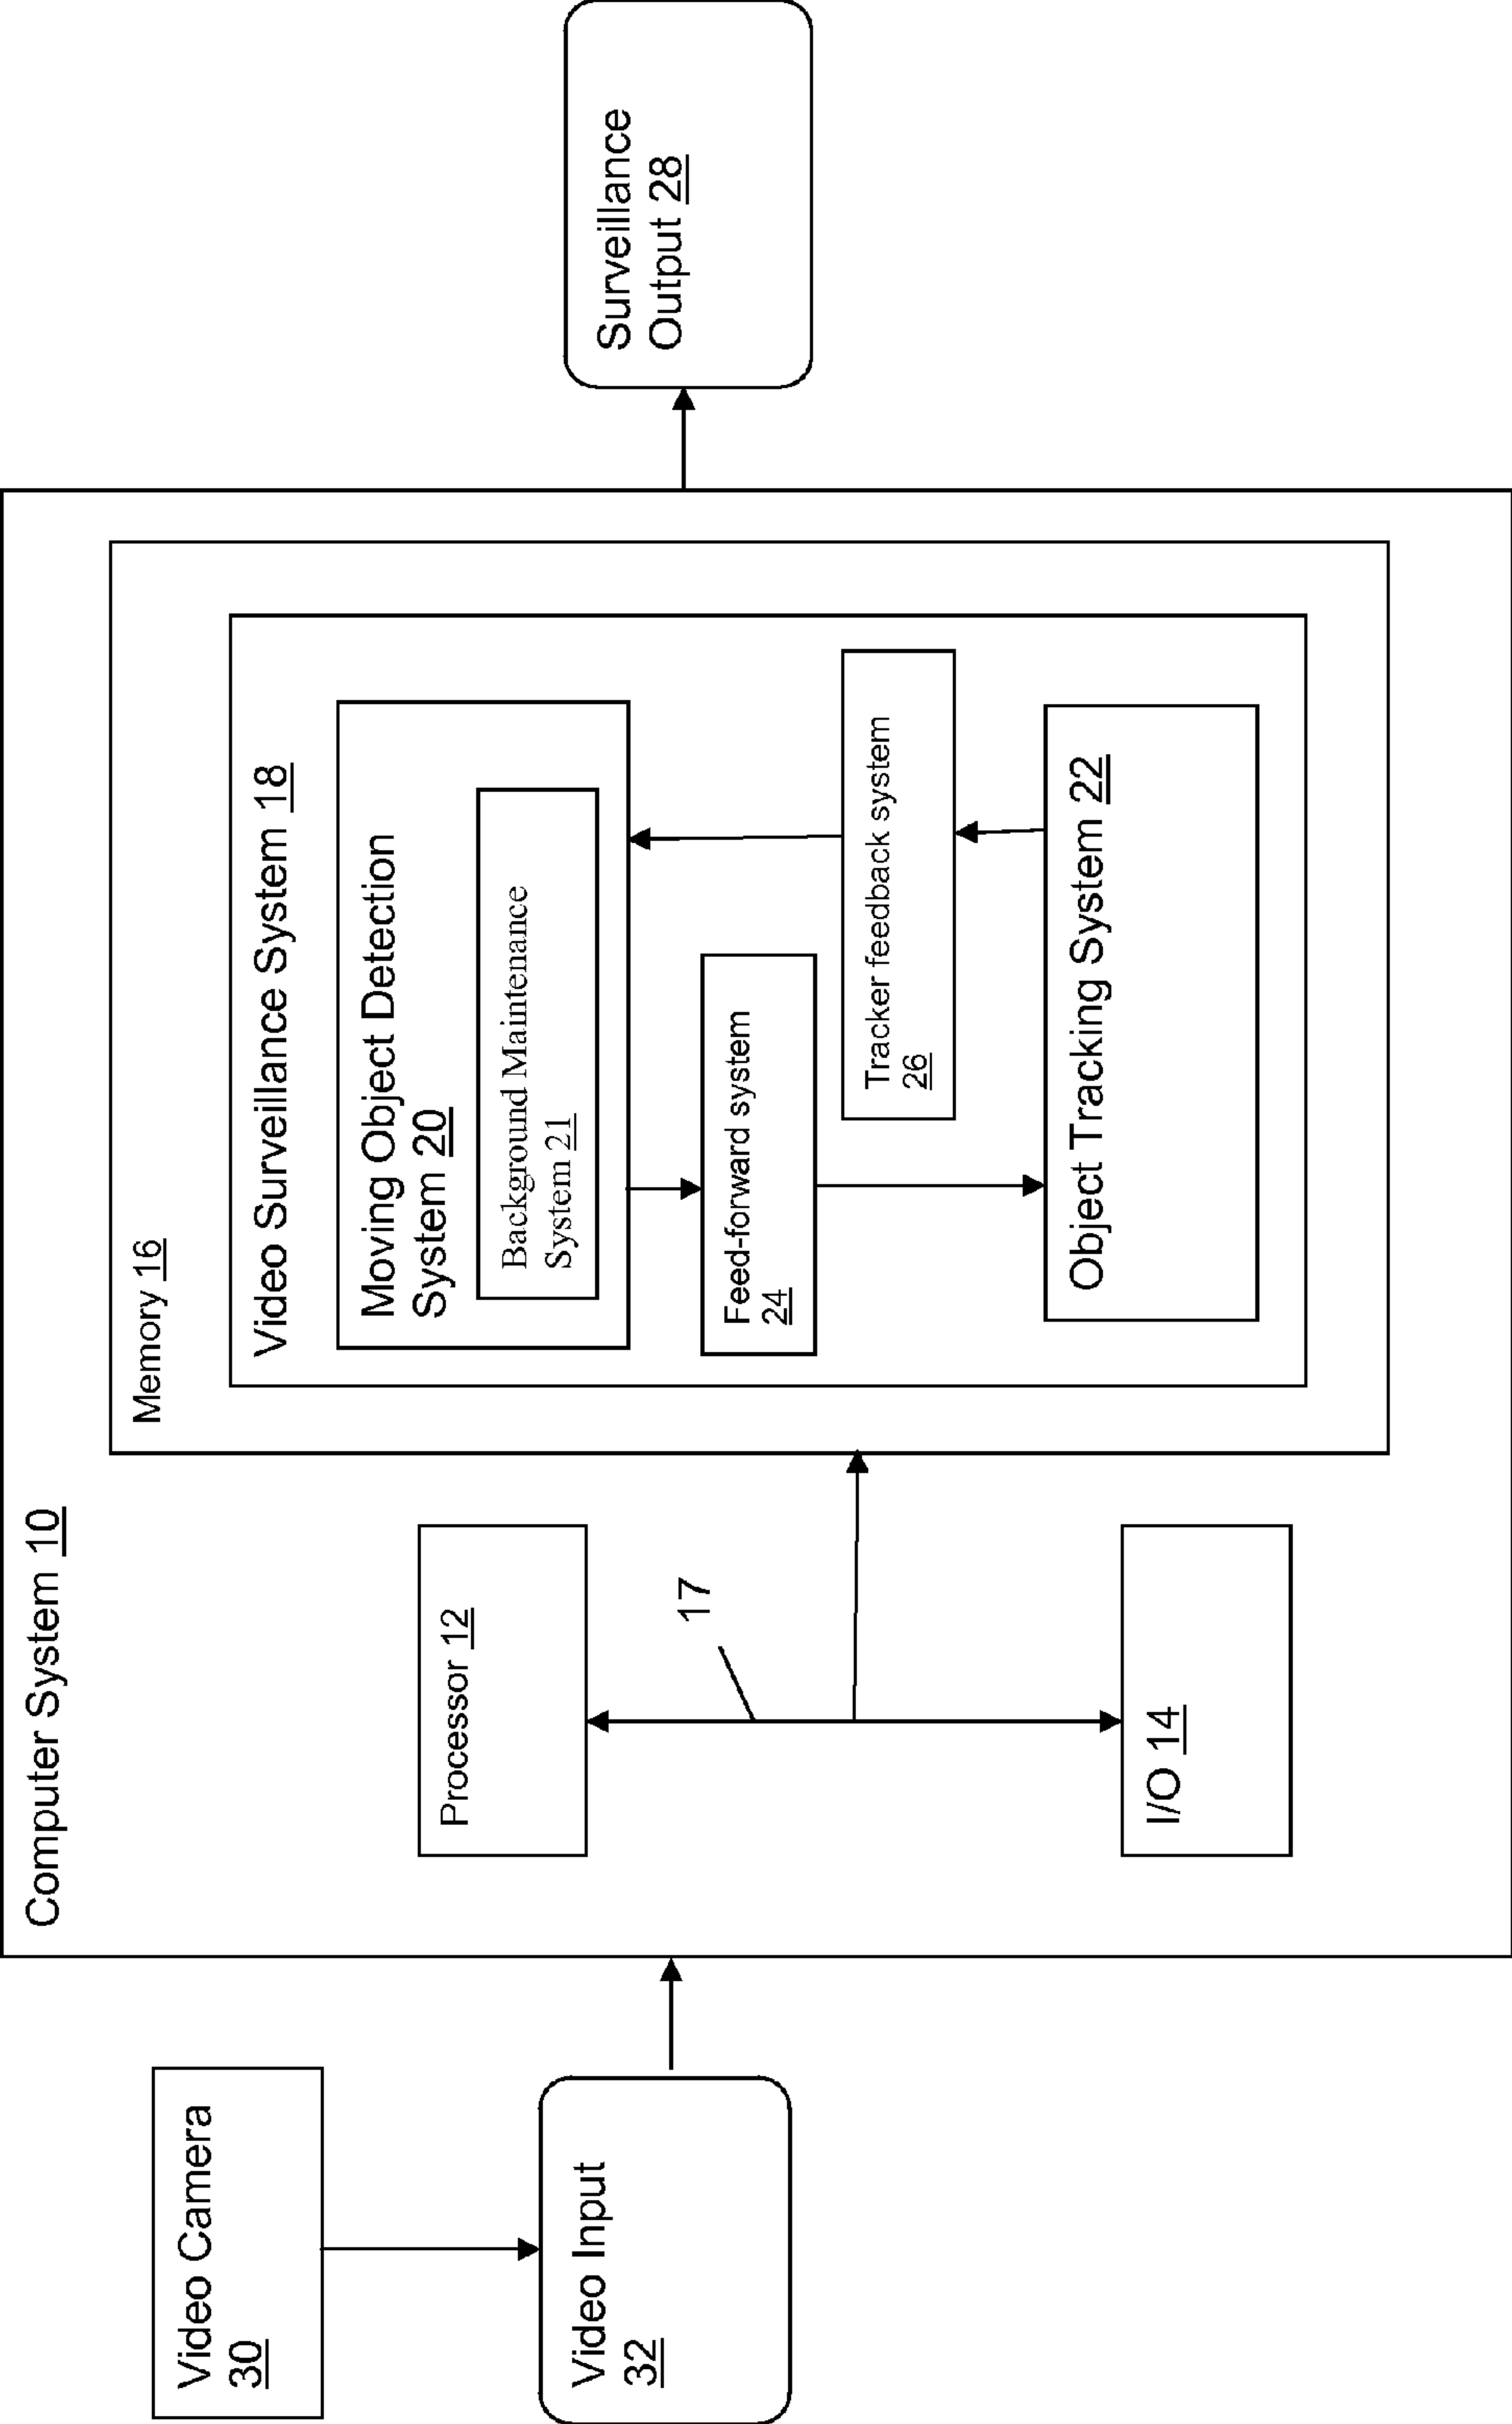 Computer System 10
Memory 16
Video Surveillance System 18
Moving Object Detection
System 20
Background Maintenance
System 21
Feed-forward system
24
Tracker feedback system
26
Object Tracking System 22
Processor 12
17
I/O 14
Video Camera
30
Video Input
32
Surveillance
Output 28